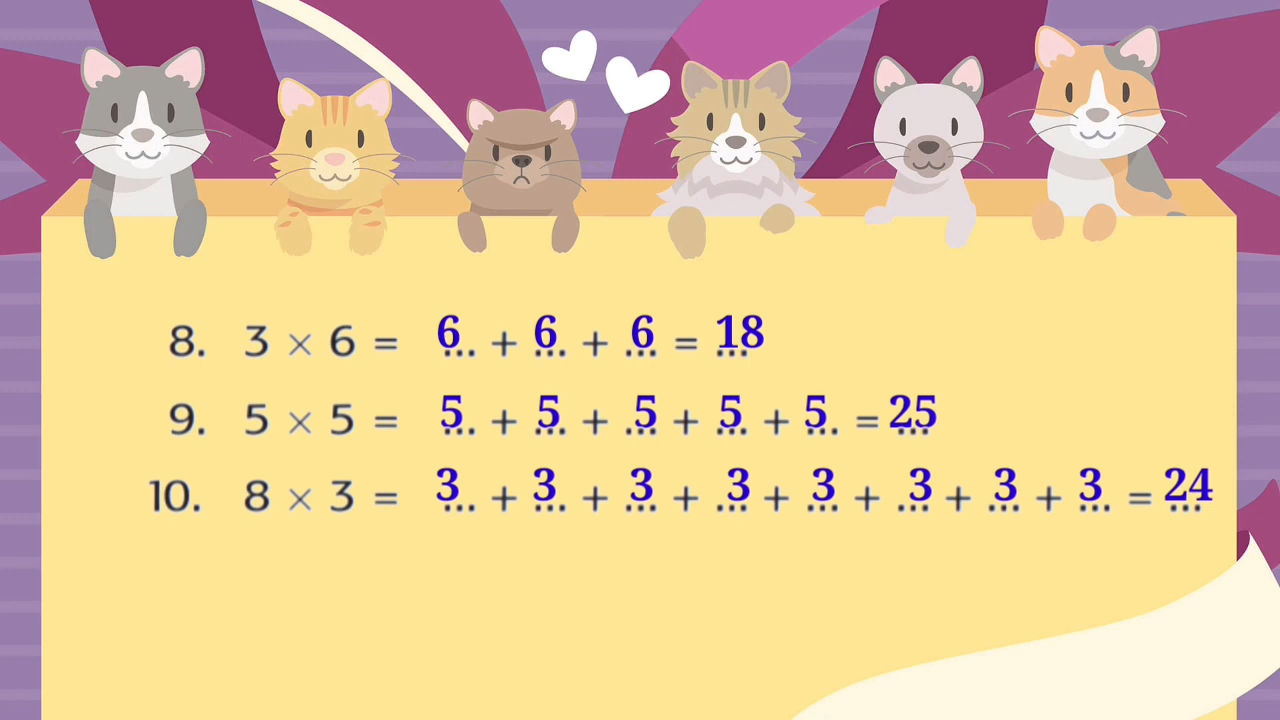 8. 3 × 6 = 6 + 6 + 6 = 18
9. 5 × 5 = 5 + 5 + 5 + 5 + 5 = 25
10. 8 × 3 = 3 + 3 + 3 + 3 + 3 + 3 + 3 + 3 = 24